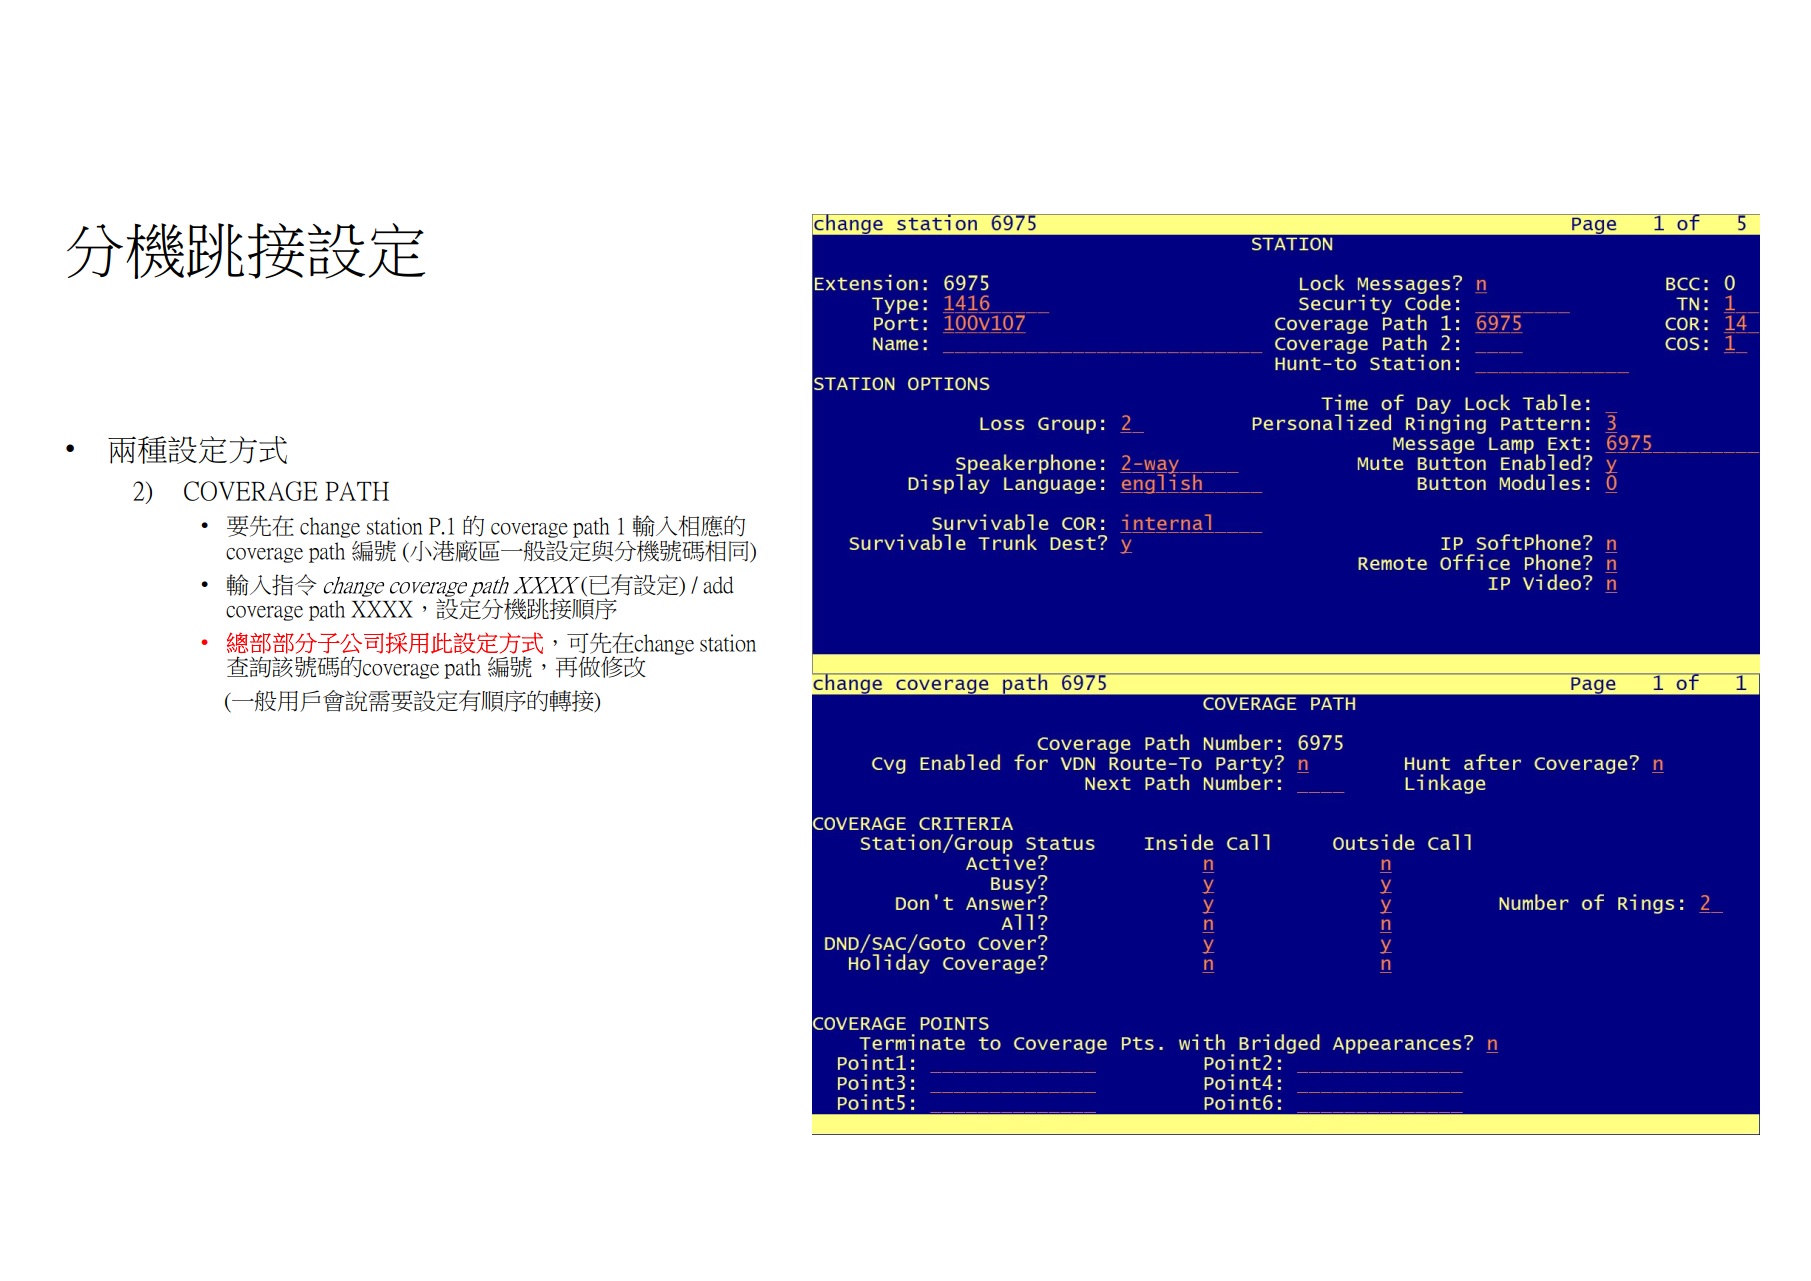 分機跳接設定
• 兩種設定方式
2) COVERAGE PATH
• 要先在 change station P.1 的 coverage path 1 輸入相應的
coverage path 編號 (小港廠區一般設定與分機號碼相同)
• 輸入指令 change coverage path XXXX (已有設定) / add
coverage path XXXX，設定分機跳接順序
• 總部部分子公司採用此設定方式，可先在change station
查詢該號碼的coverage path 編號，再做修改
(一般用戶會說需要設定有順序的轉接)
change station 6975 Page 1 of 5
STATION
Extension: 6975 Lock Messages? n BCC: 0
Type: 1416 Security Code: TN: 1
Port: 100V107 Coverage Path 1: 6975 COR: 14
Name: Coverage Path 2: COS: 1
Hunt-to Station:
STATION OPTIONS
Time of Day Lock Table:
Loss Group: 2 Personalized Ringing Pattern: 3
Message Lamp Ext: 6975
Speakerphone: 2-way Mute Button Enabled? y
Display Language: english Button Modules: 0
Survivable COR: internal
Survivable Trunk Dest? y IP SoftPhone? n
Remote Office Phone? n
IP Video? n
change coverage path 6975 Page 1 of 1
COVERAGE PATH
Coverage Path Number: 6975
Cvg Enabled for VDN Route-To Party? n Hunt after Coverage? n
Next Path Number: Linkage
COVERAGE CRITERIA
Station/Group Status Inside Call Outside Call
Active? n n
Busy? y y
Don't Answer? y y Number of Rings: 2
All? n n
DND/SAC/Goto Cover? y y
Holiday Coverage? n n
COVERAGE POINTS
Terminate to Coverage Pts. with Bridged Appearances? n
Point1: Point2:
Point3: Point4:
Point5: Point6: